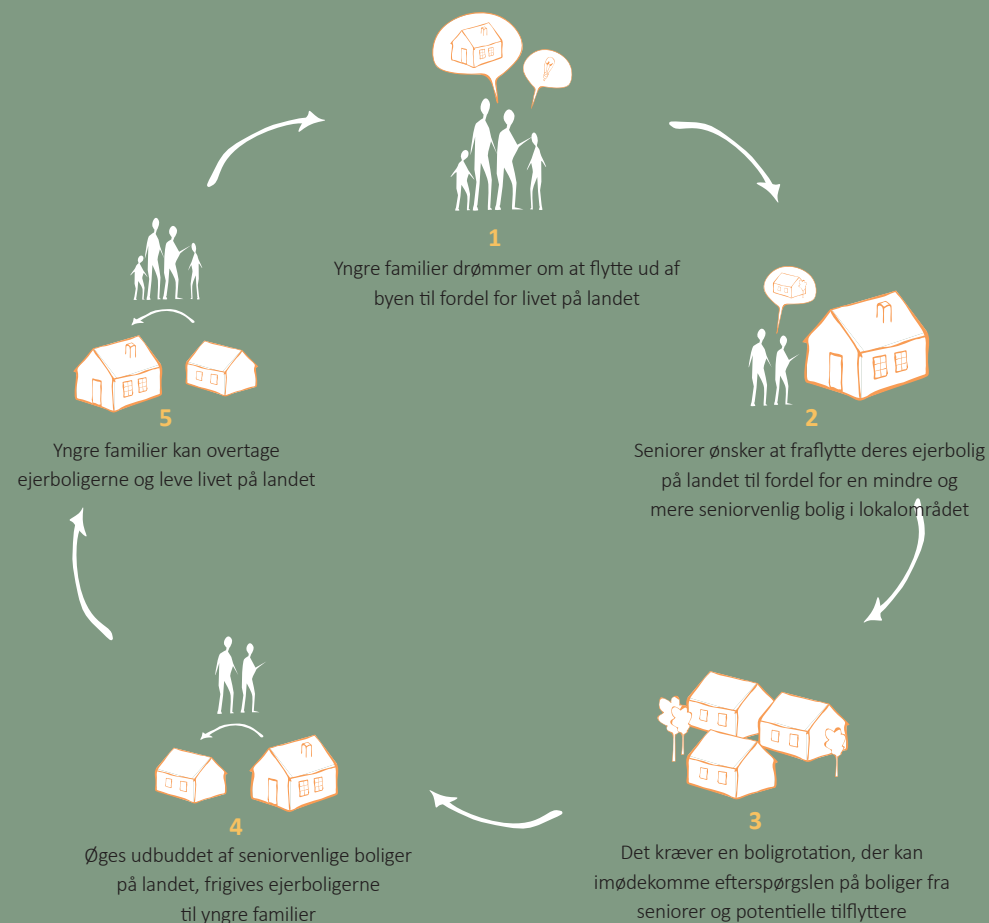 1
Yngre familier drømmer om at flytte ud af
byen til fordel for livet på landet
2
Seniorer ønsker at fraflytte deres ejerbolig
på landet til fordel for en mindre og
mere seniorvenlig bolig i lokalområdet
3
Det kræver en boligrotation, der kan
imødekomme efterspørgslen på boliger fra
seniorer og potentielle tilflyttere
4
Øges udbuddet af seniorvenlige boliger
på landet, frigives ejerboligerne
til yngre familier
5
Yngre familier kan overtage
ejerboligerne og leve livet på landet